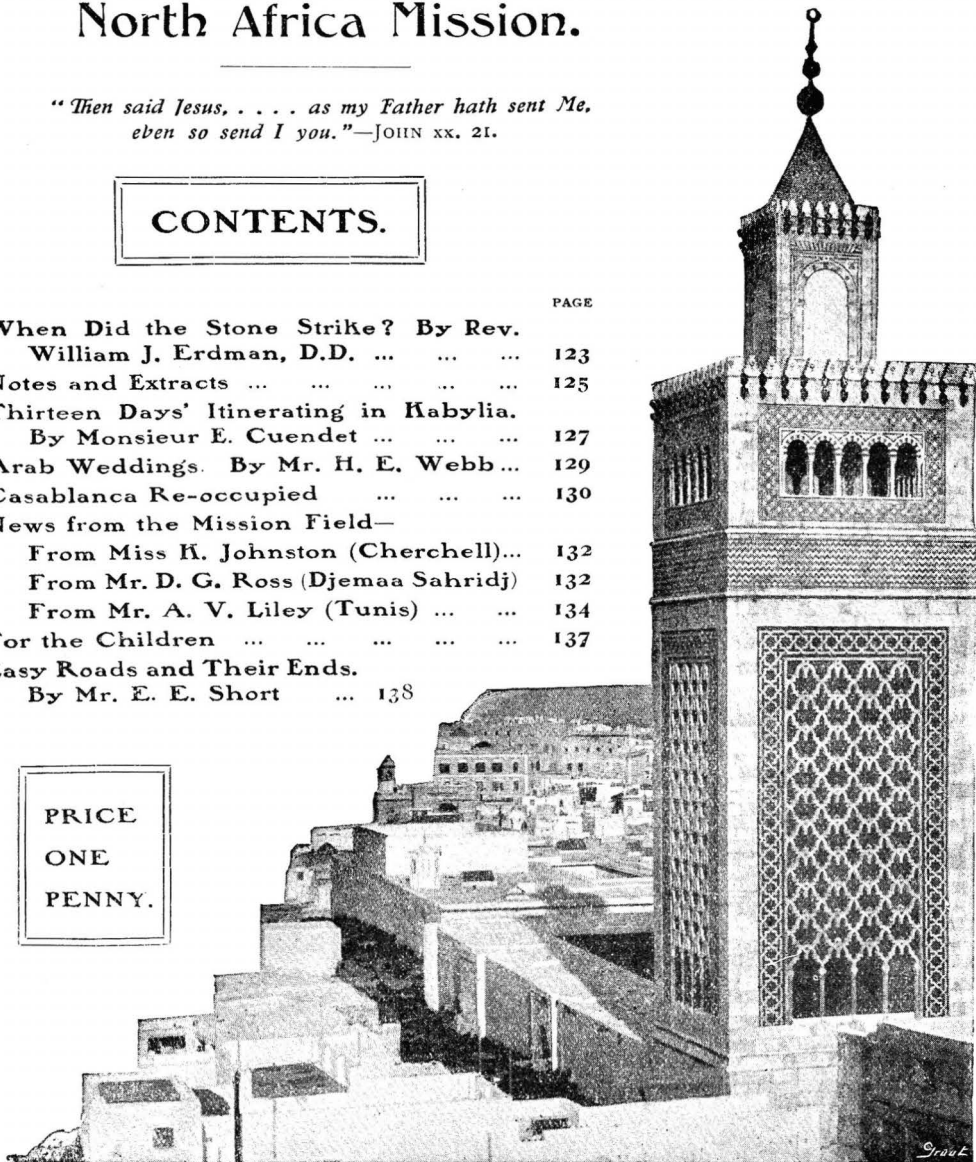 North Africa Mission.
“Then said Jesus, . . . . . as my Father hath sent Me,
even so send I you.”—JOHN XX. 21.
CONTENTS.
PAGE
When Did the Stone Strike? By Rev.
William J. Erdman, D.D. ... ... ... 123
Notes and Extracts ... ... ... ... ... 125
Thirteen Days' Itinerating in Kabylia.
By Monsieur E. Cuendet ... ... ... 127
Arab Weddings. By Mr. H. E. Webb ... 129
Casablanca Re-occupied ... ... ... 130
News from the Mission Field—
From Miss K. Johnston (Cherchell)... 132
From Mr. D. G. Ross (Djemaa Sahridj) 132
From Mr. A. V. Liley (Tunis) ... ... 134
For the Children ... ... ... ... ... 137
Easy Roads and Their Ends.
By Mr. E. E. Short ... 138
PRICE
ONE
PENNY.